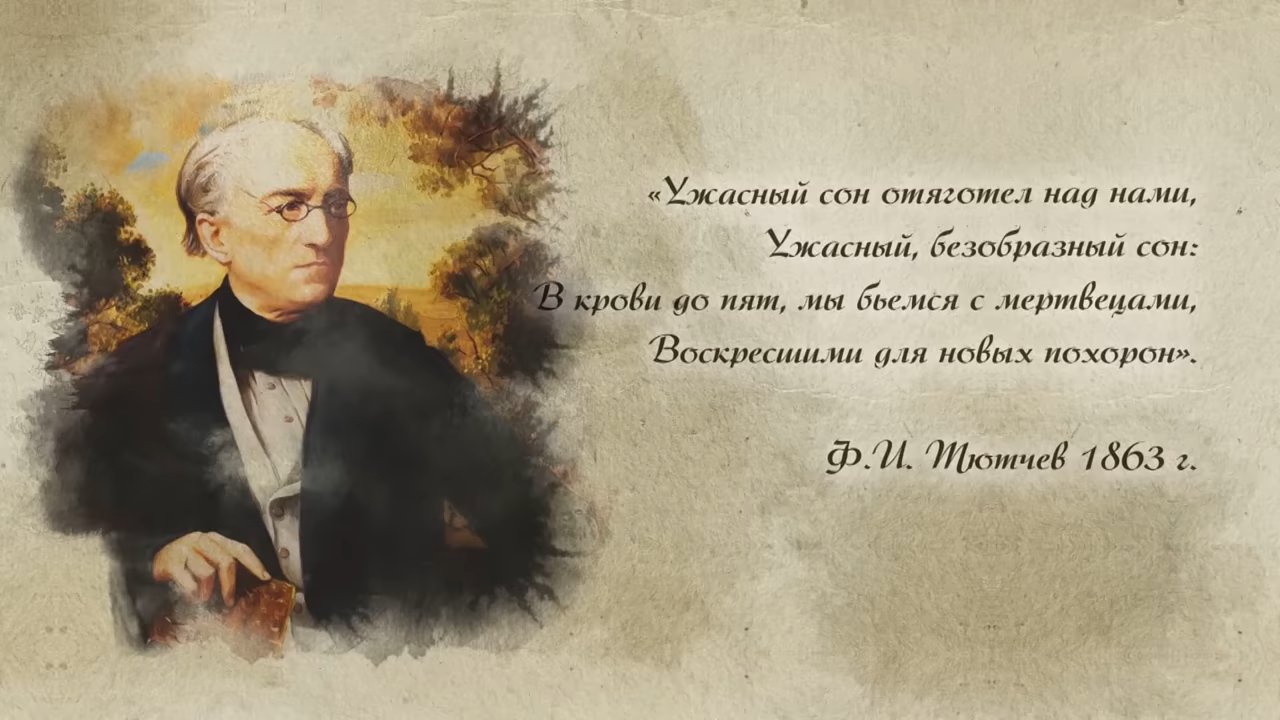 «Ужасный сон отяготел над нами,
Ужасный, безобразный сон:
В крови до пят, мы бьемся с мертвецами,
Воскресшими для новых похорон».
Ф.И. Тютчев 1863 г.